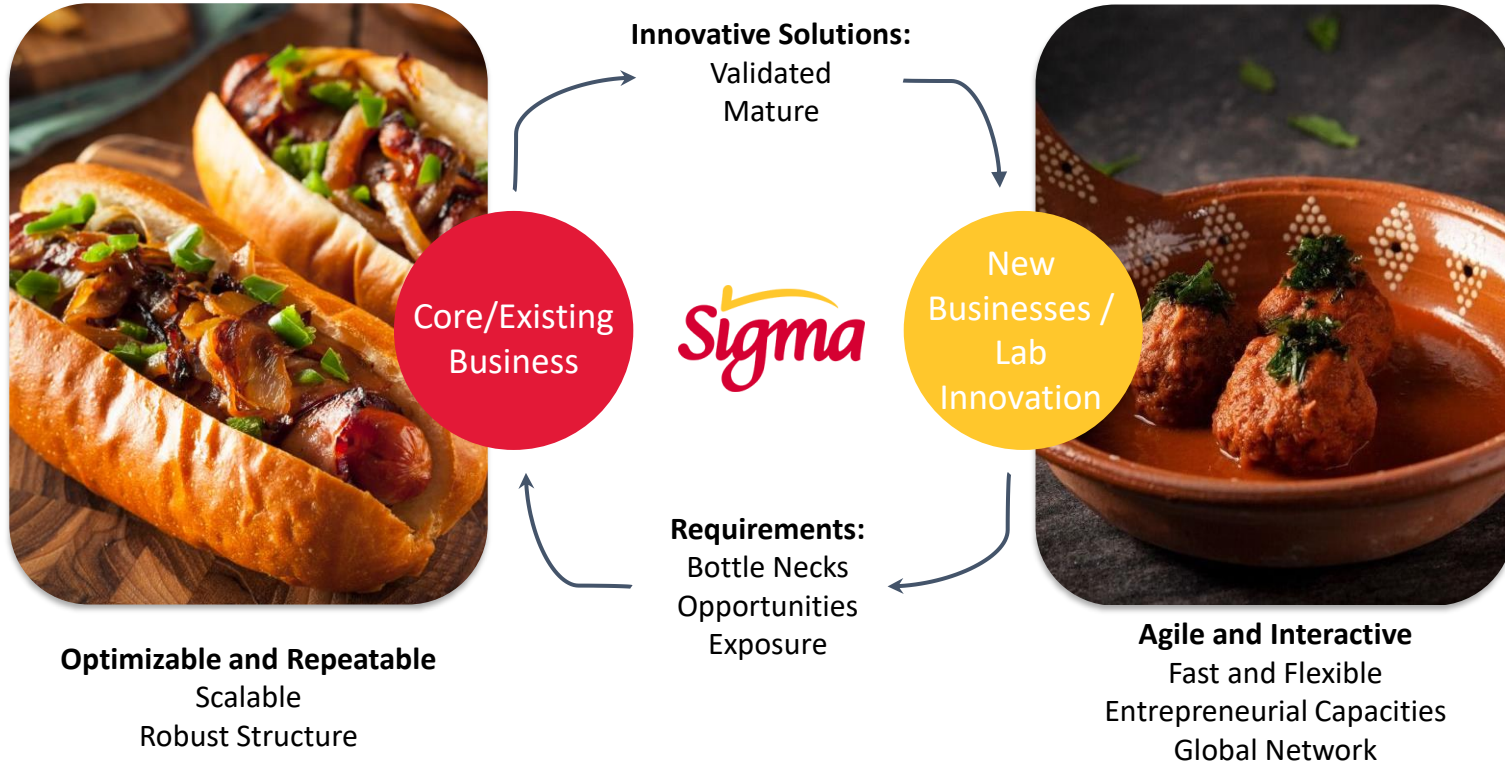 Innovative Solutions:
Validated
Mature
Core/Existing
Business
Sigma
New
Businesses /
Lab
Innovation
Requirements:
Bottle Necks
Opportunities
Exposure
Optimizable and Repeatable
Scalable
Robust Structure
Agile and Interactive
Fast and Flexible
Entrepreneurial Capacities
Global Network